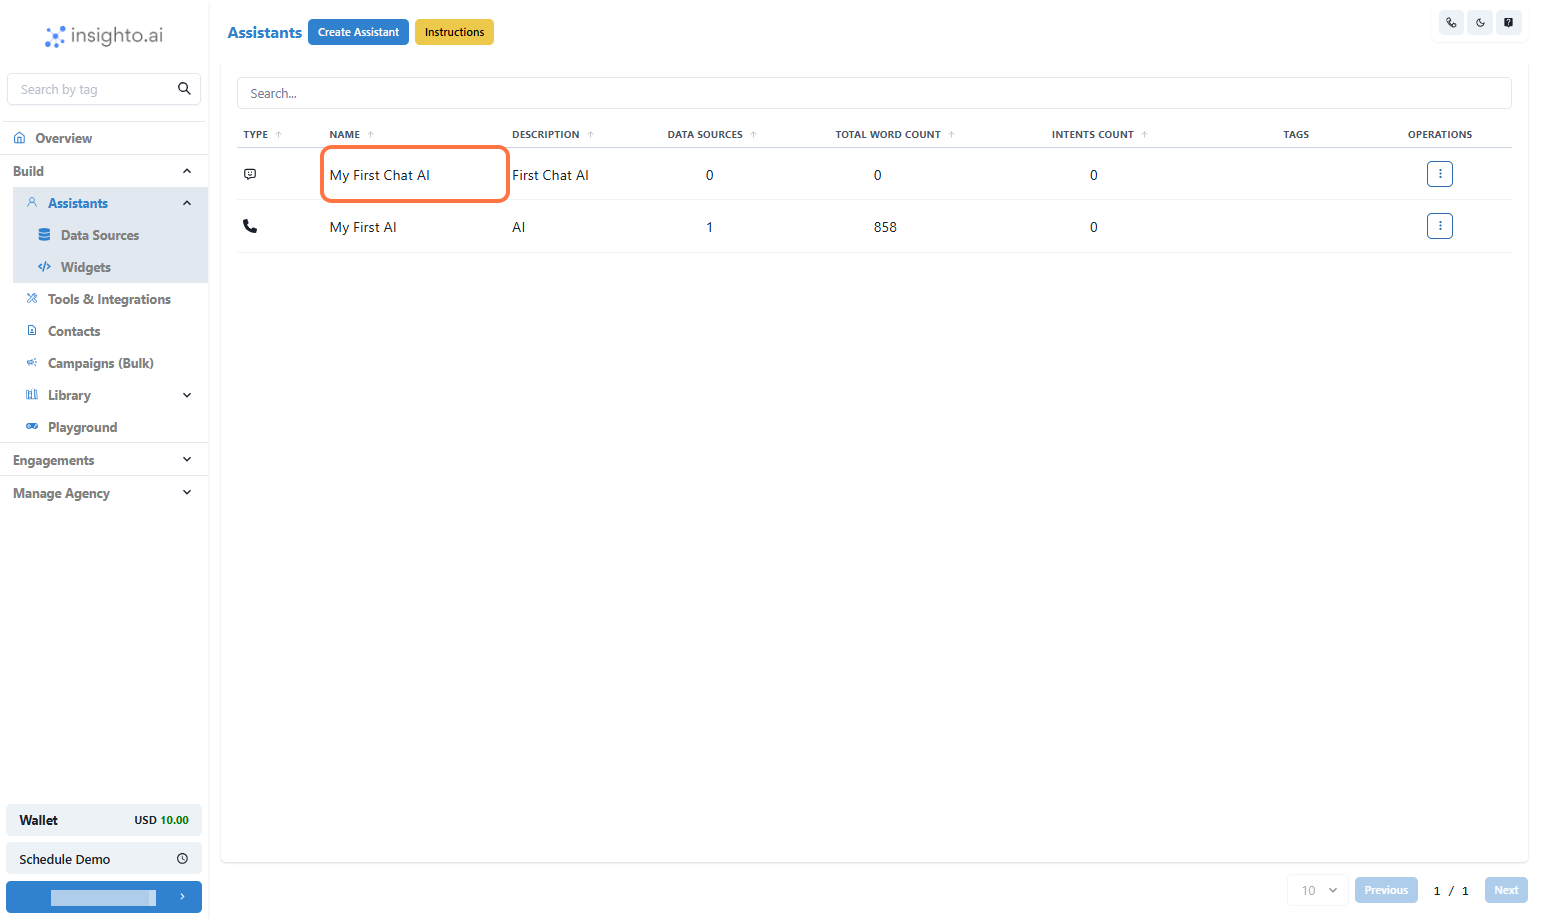 insighto.ai
Search by tag
Overview
Build
Assistants
Data Sources
Widgets
Tools & Integrations
Contacts
Campaigns (Bulk)
Library
Playground
Engagements
Manage Agency
Wallet USD 10.00
Schedule Demo
Assistants Create Assistant Instructions
Search...
TYPE NAME DESCRIPTION DATA SOURCES TOTAL WORD COUNT INTENTS COUNT TAGS OPERATIONS
My First Chat AI First Chat AI 0 0 0
My First AI AI 1 858 0
10 Previous 1 / 1 Next